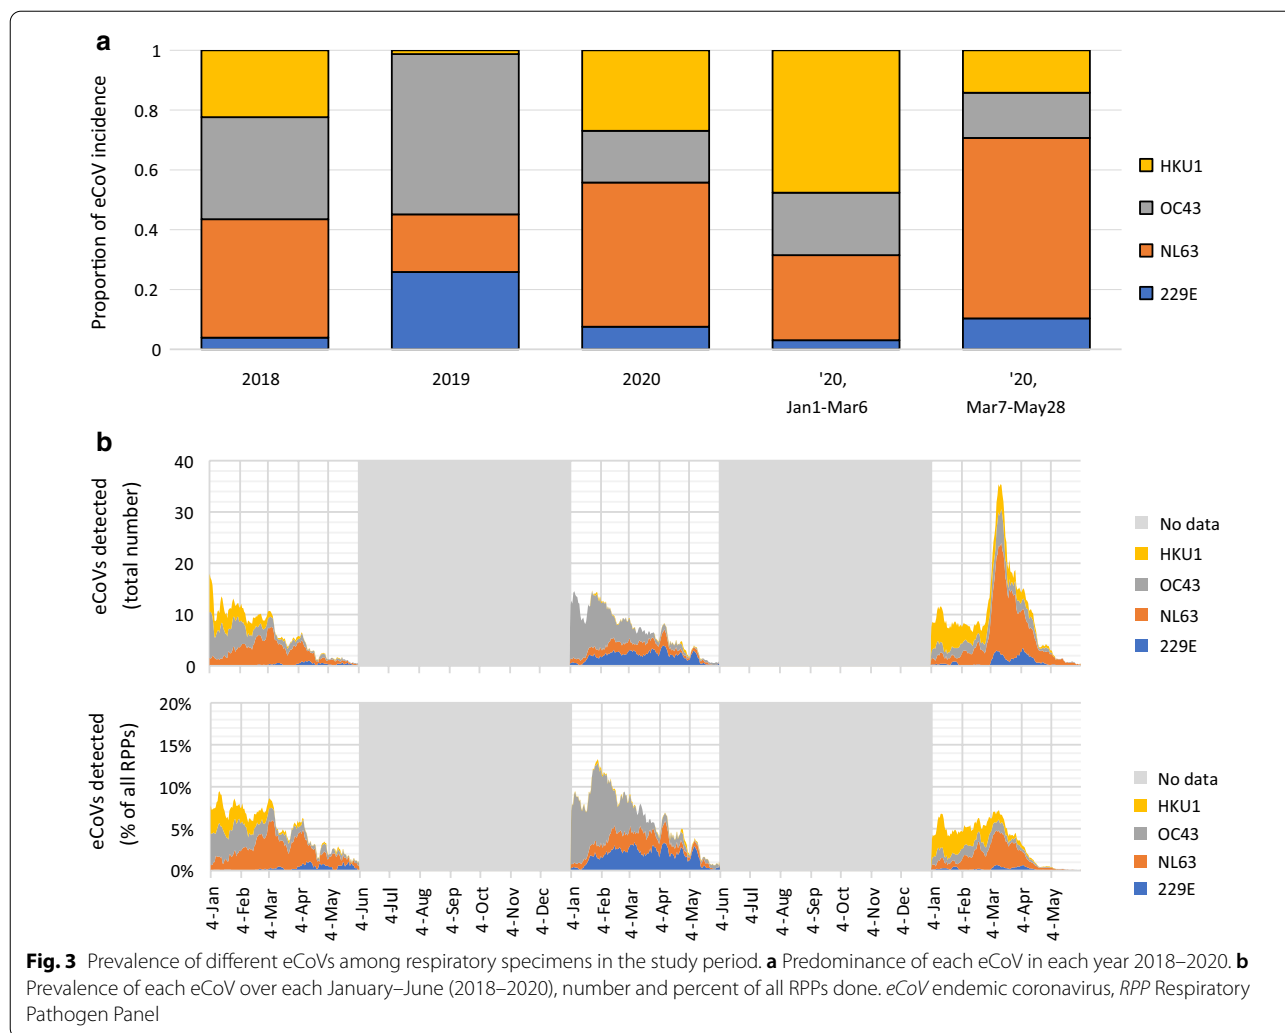 a
Proportion of eCoV incidence
1
0.8
0.6
0.4
0.2
0
2018
2019
2020
'20,
Jan1-Mar6
'20,
Mar7-May28
HKU1
OC43
NL63
229E
b
eCoVs detected
(total number)
40
30
20
10
0
No data
HKU1
OC43
NL63
229E
eCoVs detected
(% of all RPPs)
20%
15%
10%
5%
0%
4-Jan
4-Feb
4-Mar
4-Apr
4-May
4-Jun
4-Jul
4-Aug
4-Sep
4-Oct
4-Nov
4-Dec
4-Jan
4-Feb
4-Mar
4-Apr
4-May
4-Jun
4-Jul
4-Aug
4-Sep
4-Oct
4-Nov
4-Dec
4-Jan
4-Feb
4-Mar
4-Apr
4-May
No data
HKU1
OC43
NL63
229E
Fig. 3 Prevalence of different eCoVs among respiratory specimens in the study period. a Predominance of each eCoV in each year 2018–2020. b
Prevalence of each eCoV over each January–June (2018–2020), number and percent of all RPPs done. eCoV endemic coronavirus, RPP Respiratory
Pathogen Panel